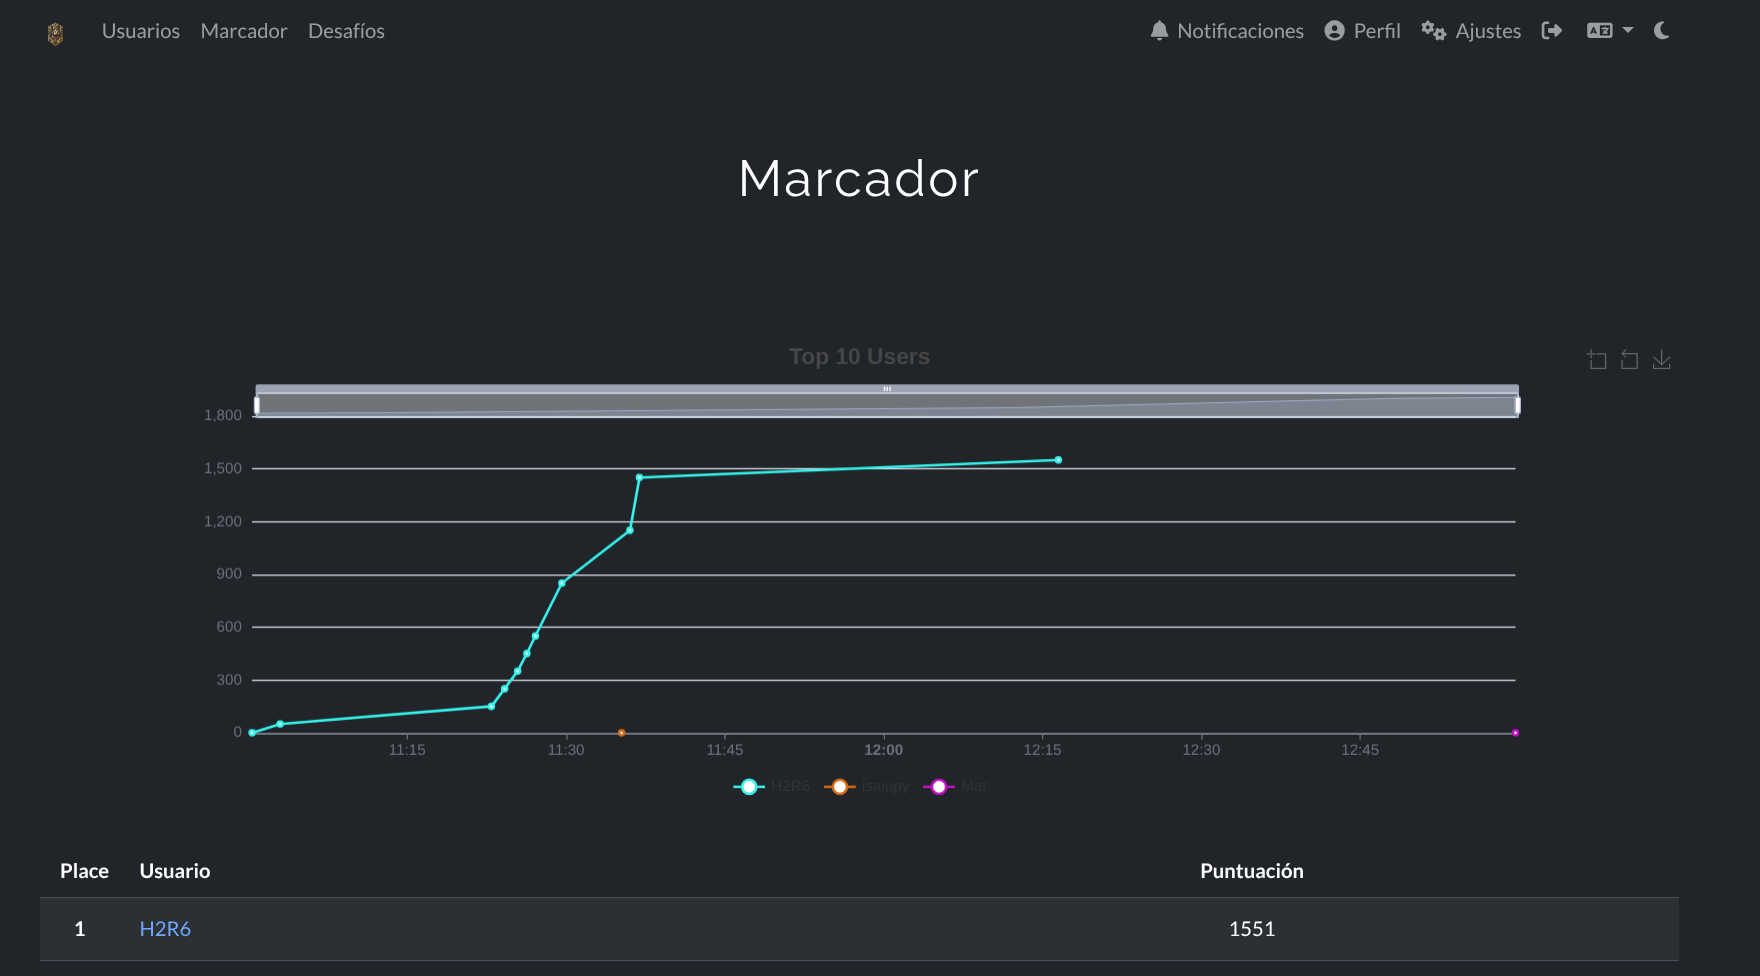 Usuarios Marcador Desafíos Notificaciones Perfil Ajustes
Marcador
Top 10 Users
1,800
1,500
1,200
900
600
300
0
11:15 11:30 11:45 12:00 12:15 12:30 12:45
H2R6 isaiupy Mar
Place Usuario Puntuación
1 H2R6 1551